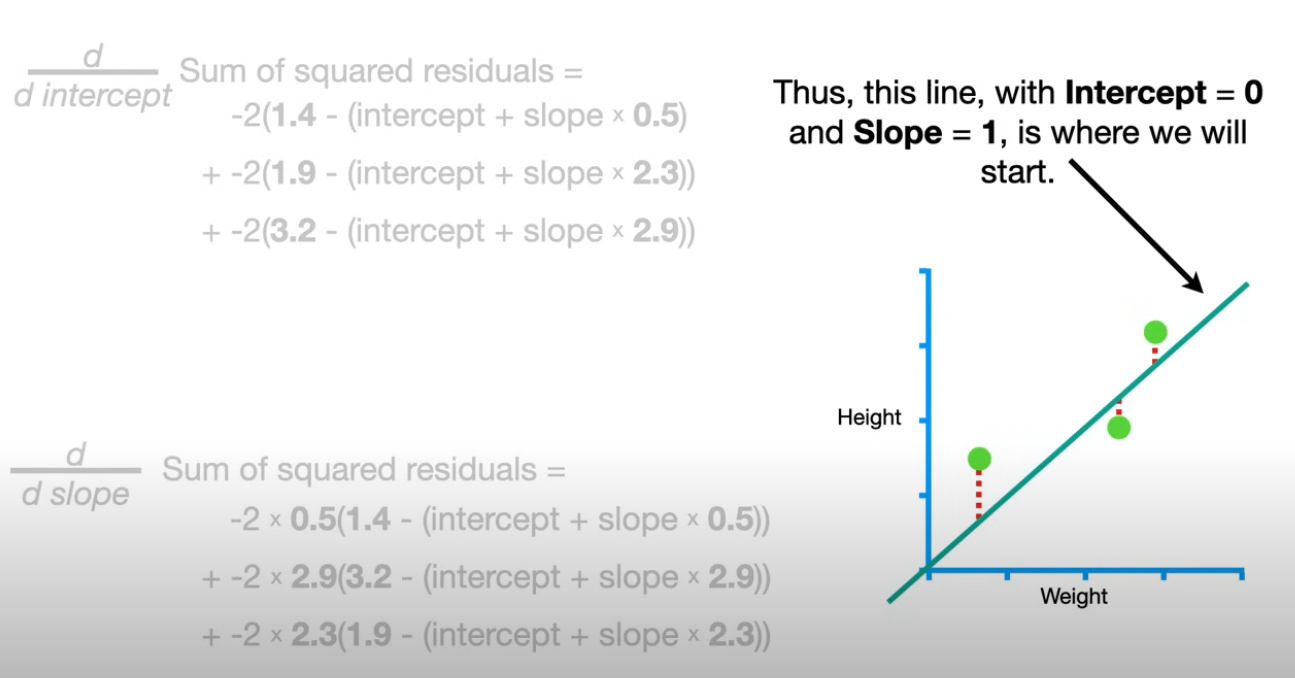 d
d intercept
Sum of squared residuals =
-2(1.4 - (intercept + slope × 0.5)
+ -2(1.9 - (intercept + slope × 2.3))
+ -2(3.2 - (intercept + slope × 2.9))
Thus, this line, with Intercept = 0
and Slope = 1, is where we will
start.
d
d slope
Sum of squared residuals =
-2 × 0.5(1.4 - (intercept + slope × 0.5))
+ -2 × 2.9(3.2 - (intercept + slope × 2.9))
+ -2 × 2.3(1.9 - (intercept + slope × 2.3))
Height
Weight